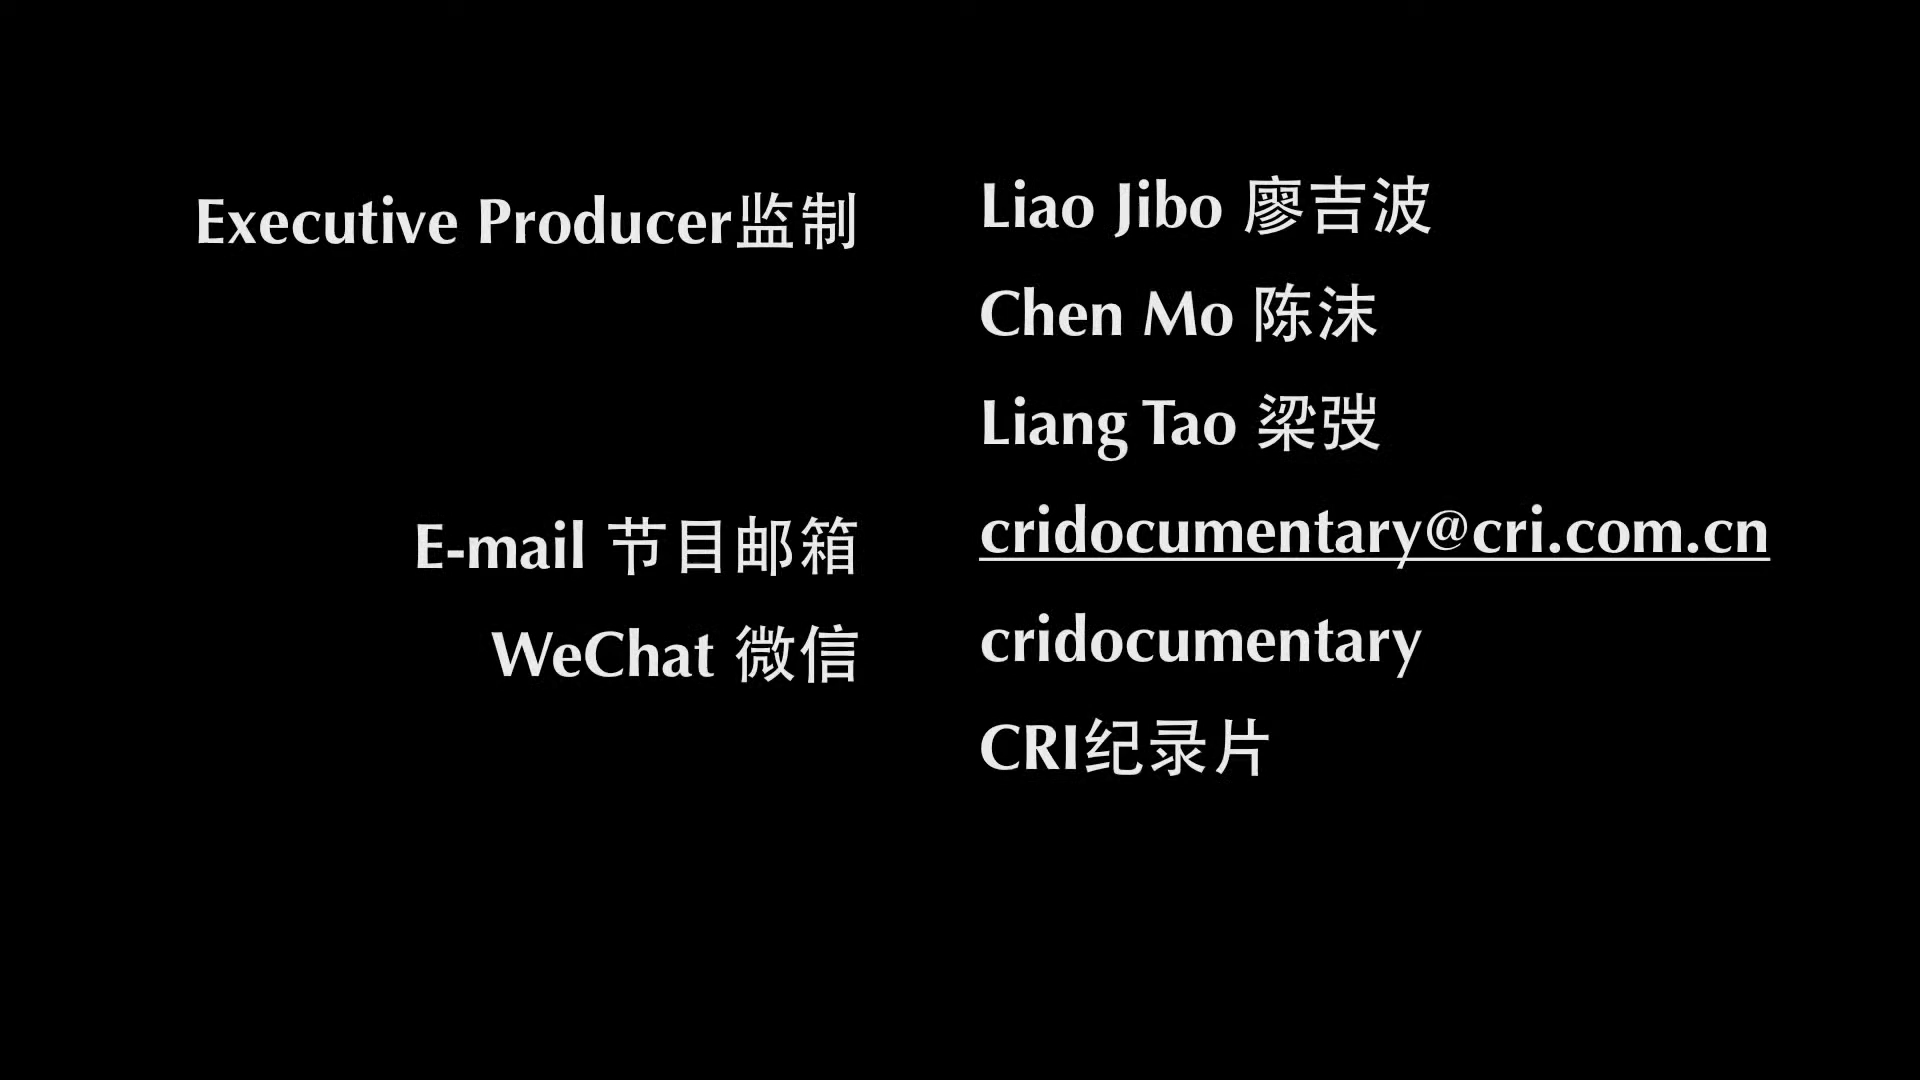 Executive Producer监制 Liao Jibo 廖吉波
Chen Mo 陈沫
Liang Tao 梁弢
E-mail 节目邮箱 cridocumentary@cri.com.cn
WeChat 微信 cridocumentary
CRI纪录片